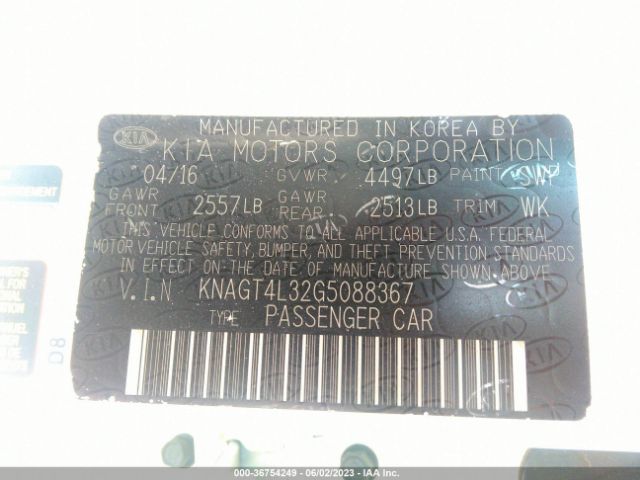 MANUFACTURED IN KOREA BY
KIA KIA MOTORS CORPORATION
04/16 GVWR 4497LB PAINT SWP
GAWR FRONT 2557LB GAWR REAR 2513LB TRIM WK
THIS VEHICLE CONFORMS TO ALL APPLICABLE U.S.A. FEDERAL
MOTOR VEHICLE SAFETY, BUMPER, AND THEFT PREVENTION STANDARDS
IN EFFECT ON THE DATE OF MANUFACTURE SHOWN ABOVE
V.I.N KNAGT4L32G5088367
TYPE PASSENGER CAR
D8
000-36754249 - 06/02/2023 - IAA Inc.